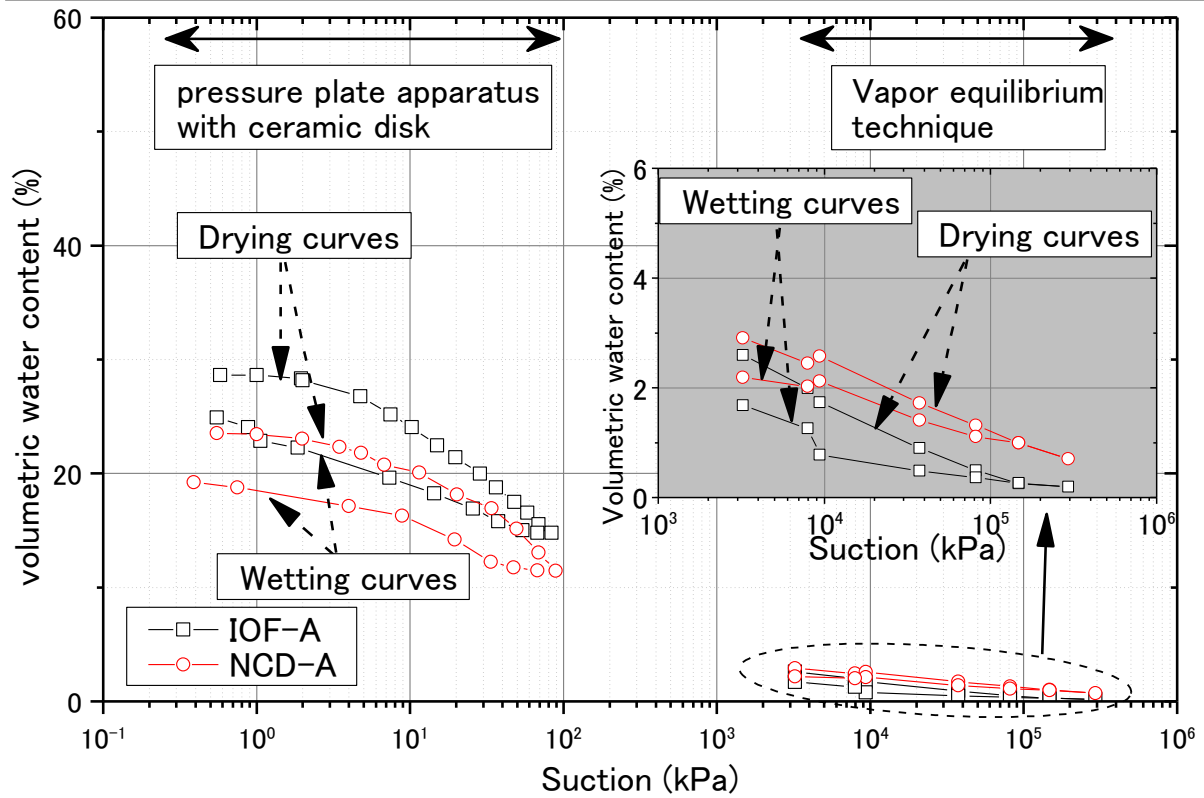 60
40
20
0
volumetric water content (%)
10⁻¹
10⁰
10¹
10²
10³
10⁴
10⁵
10⁶
Suction (kPa)
pressure plate apparatus
with ceramic disk
Vapor equilibrium
technique
Drying curves
Wetting curves
IOF-A
NCD-A
6
4
2
0
Volumetric water content (%)
Wetting curves
Drying curves
10³
10⁴
10⁵
10⁶
Suction (kPa)